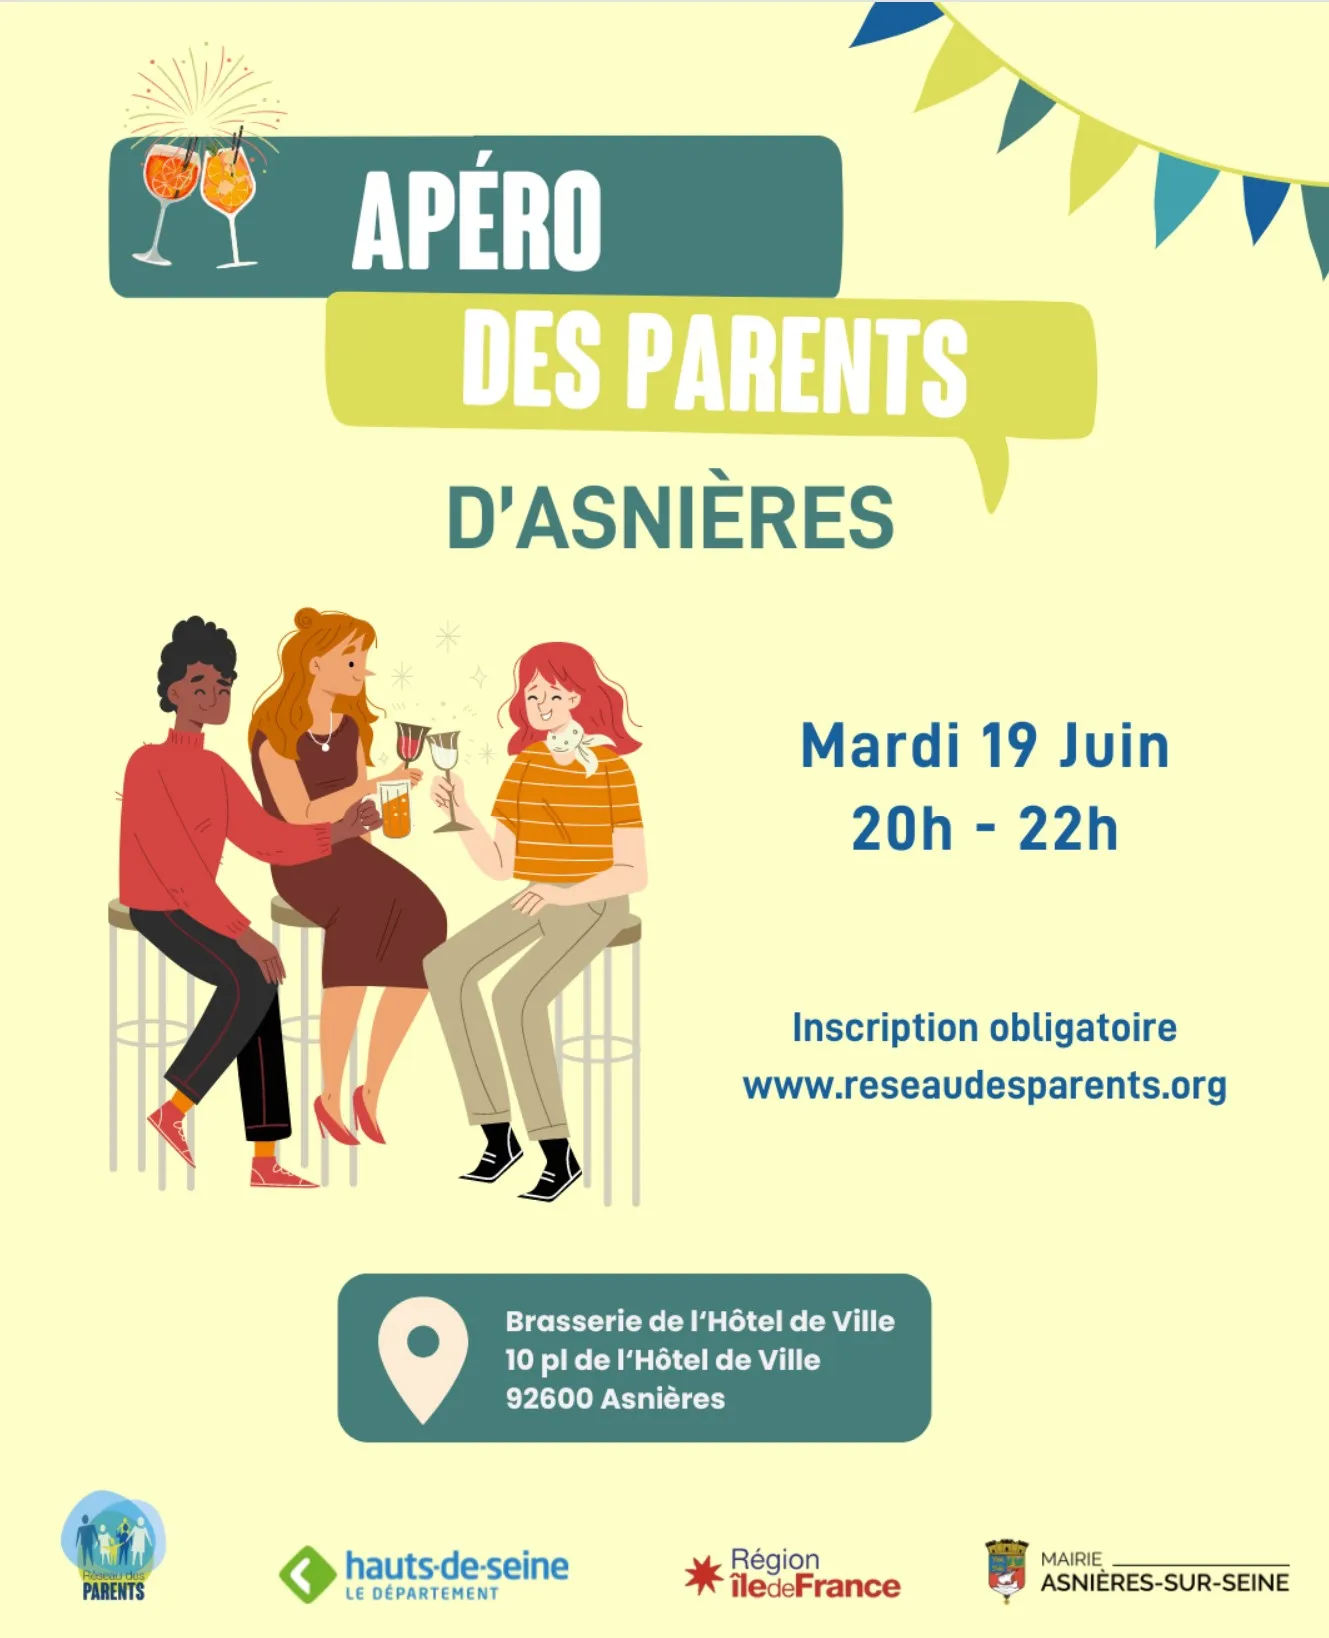 APÉRO
DES PARENTS
D'ASNIÈRES
Mardi 19 Juin
20h - 22h
Inscription obligatoire
www.reseaudesparents.org
Brasserie de l'Hôtel de Ville
10 pl de l'Hôtel de Ville
92600 Asnières
Réseau des
PARENTS
hauts-de-seine
LE DÉPARTEMENT
Région
îledeFrance
MAIRIE
ASNIÈRES-SUR-SEINE